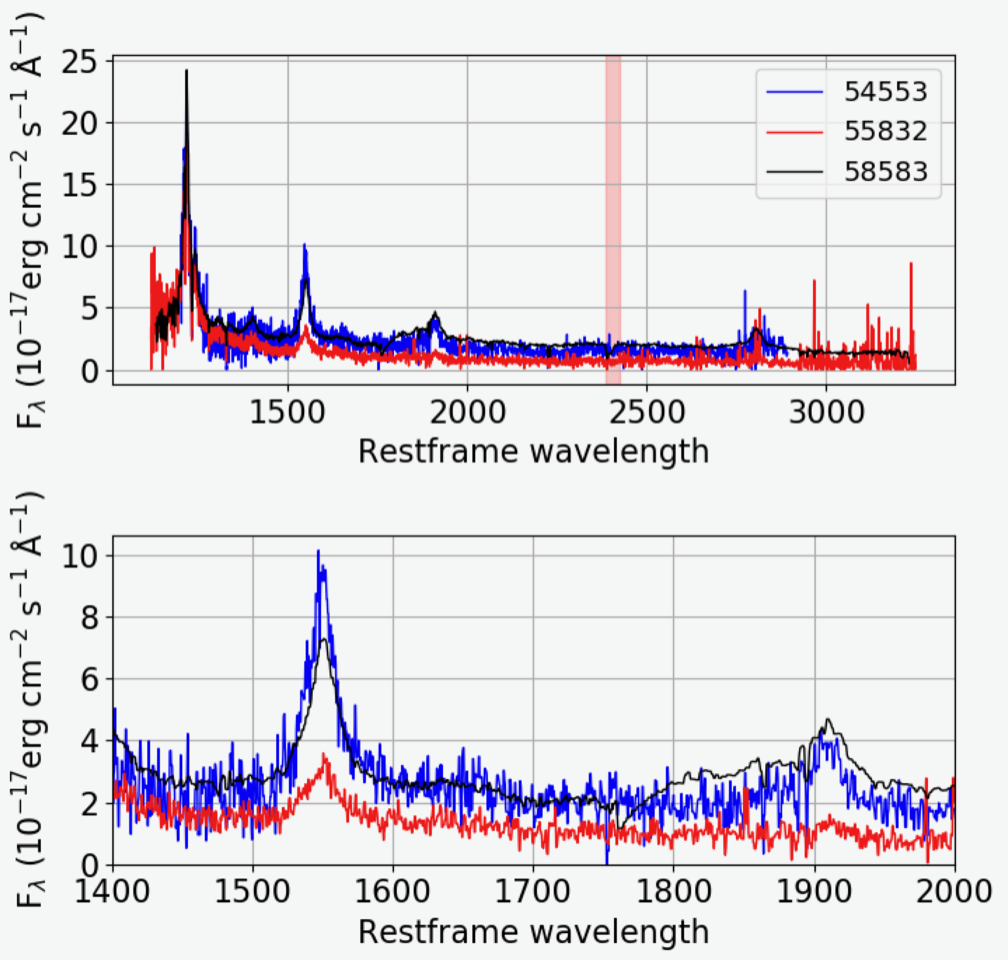 F_λ (10⁻¹⁷erg cm⁻² s⁻¹ Å⁻¹)
25
20
15
10
5
0
54553
55832
58583
1500 2000 2500 3000
Restframe wavelength
F_λ (10⁻¹⁷erg cm⁻² s⁻¹ Å⁻¹)
10
8
6
4
2
0
1400 1500 1600 1700 1800 1900 2000
Restframe wavelength